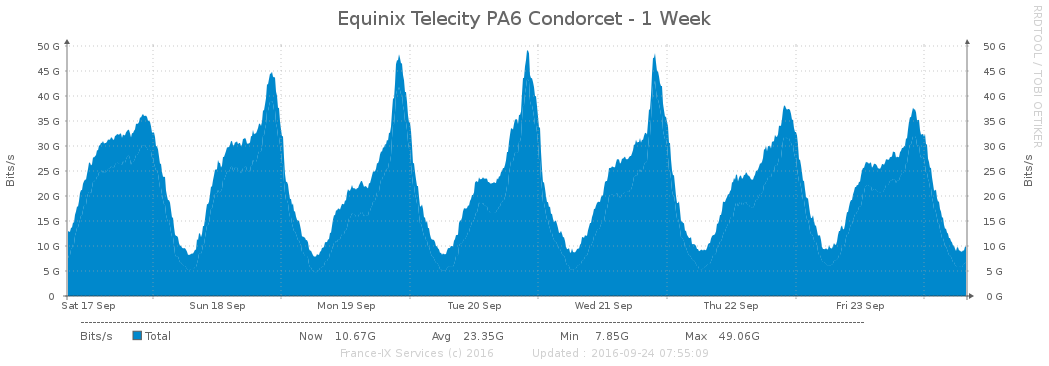 Equinix Telecity PA6 Condorcet - 1 Week
RRDTOOL / TOBI OETIKER
Bits/s
50 G 50 G
45 G 45 G
40 G 40 G
35 G 35 G
30 G 30 G
25 G 25 G
20 G 20 G
15 G 15 G
10 G 10 G
5 G 5 G
0 0 G
Bits/s
Sat 17 Sep Sun 18 Sep Mon 19 Sep Tue 20 Sep Wed 21 Sep Thu 22 Sep Fri 23 Sep
Bits/s Total Now 10.67G Avg 23.35G Min 7.85G Max 49.06G
France-IX Services (c) 2016 Updated : 2016-09-24 07:55:09